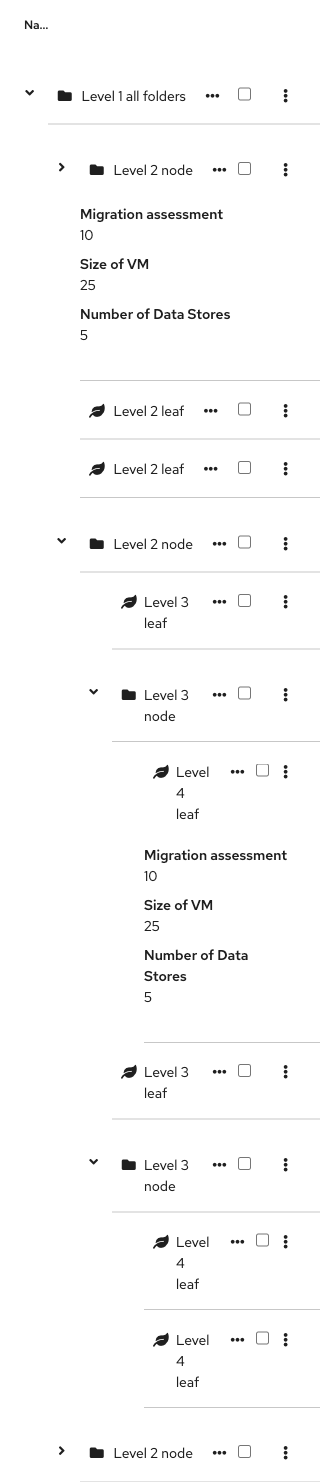 Na...
Level 1 all folders
Level 2 node
Migration assessment
10
Size of VM
25
Number of Data Stores
5
Level 2 leaf
Level 2 leaf
Level 2 node
Level 3
leaf
Level 3
node
Level
4
leaf
Migration assessment
10
Size of VM
25
Number of Data
Stores
5
Level 3
leaf
Level 3
node
Level
4
leaf
Level
4
leaf
Level 2 node